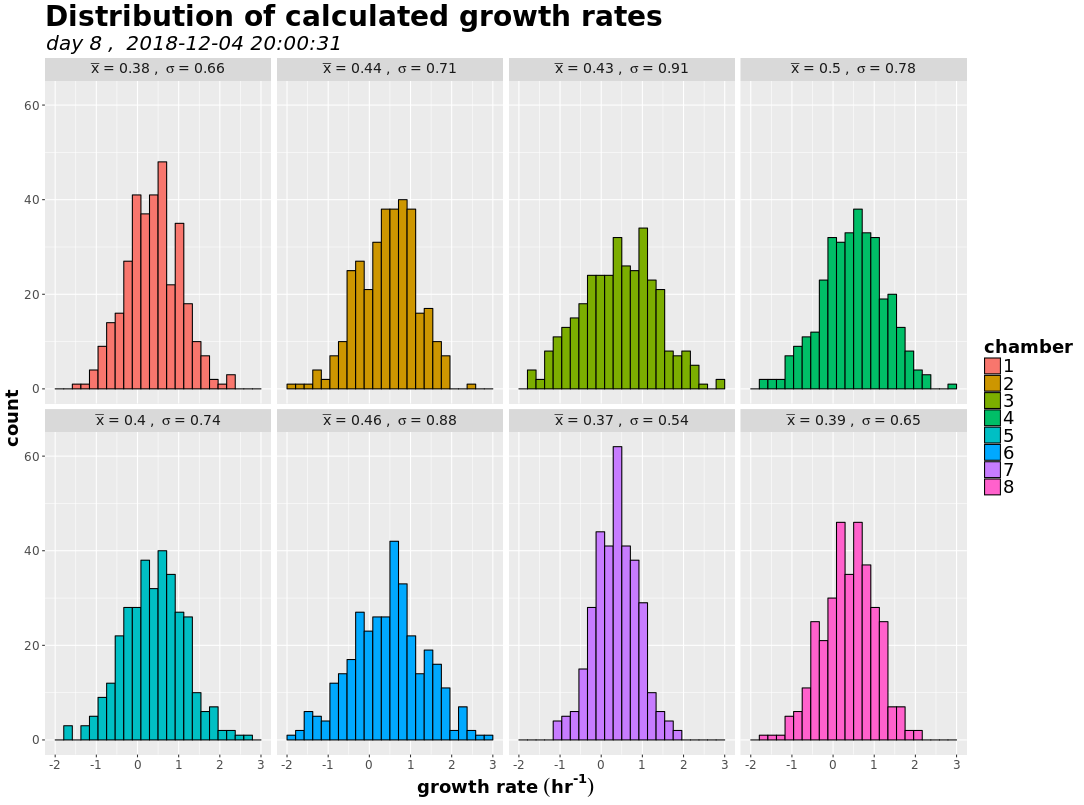 Distribution of calculated growth rates
day 8 , 2018-12-04 20:00:31
x̅ = 0.38 , σ = 0.66
x̅ = 0.44 , σ = 0.71
x̅ = 0.43 , σ = 0.91
x̅ = 0.5 , σ = 0.78
60
40
20
0
x̅ = 0.4 , σ = 0.74
x̅ = 0.46 , σ = 0.88
x̅ = 0.37 , σ = 0.54
x̅ = 0.39 , σ = 0.65
60
40
20
0
-2 -1 0 1 2 3
-2 -1 0 1 2 3
-2 -1 0 1 2 3
-2 -1 0 1 2 3
count
growth rate (hr⁻¹)
chamber
1
2
3
4
5
6
7
8